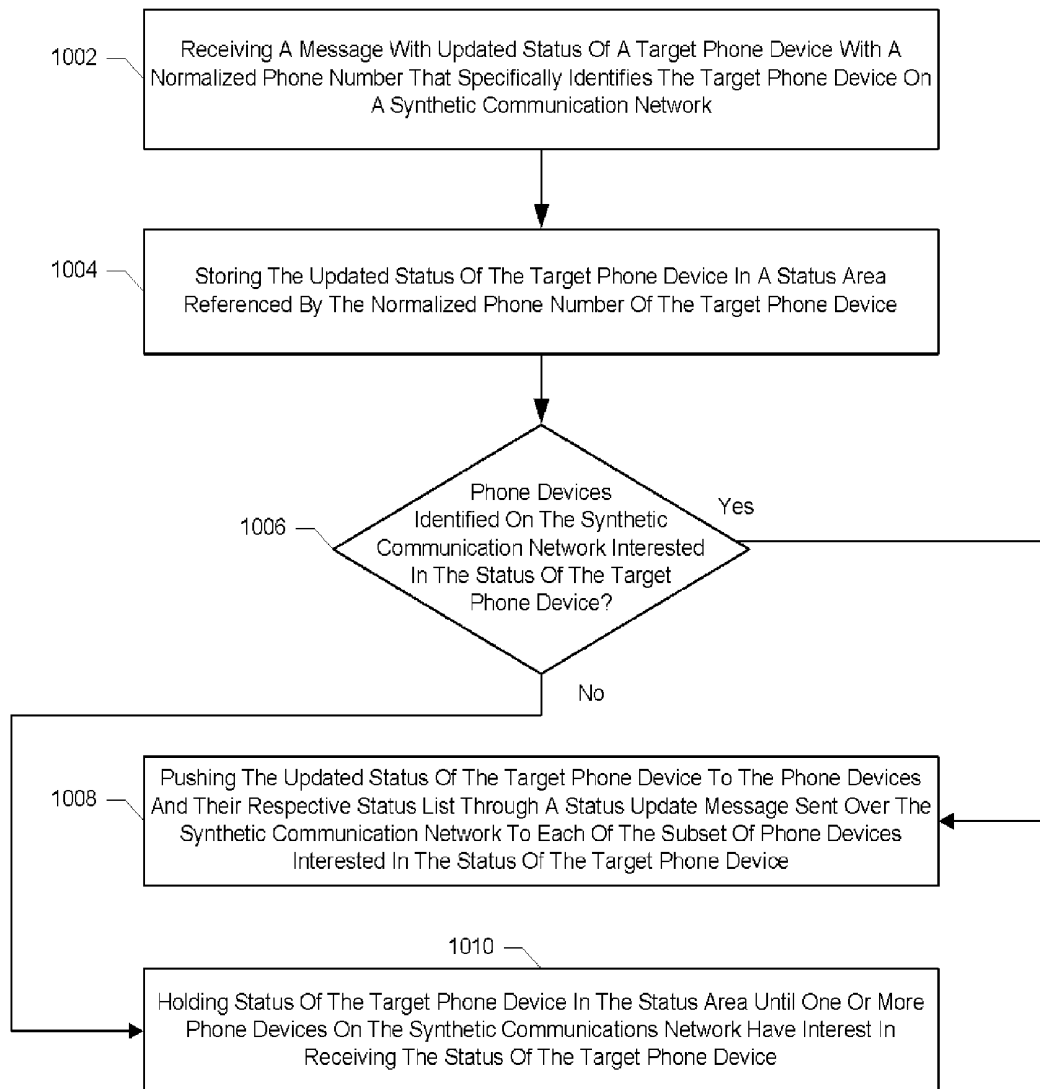 1002
Receiving A Message With Updated Status Of A Target Phone Device With A
Normalized Phone Number That Specifically Identifies The Target Phone Device On
A Synthetic Communication Network
1004
Storing The Updated Status Of The Target Phone Device In A Status Area
Referenced By The Normalized Phone Number Of The Target Phone Device
1006
Phone Devices
Identified On The Synthetic
Communication Network Interested
In The Status Of The Target
Phone Device?
Yes
No
1008
Pushing The Updated Status Of The Target Phone Device To The Phone Devices
And Their Respective Status List Through A Status Update Message Sent Over The
Synthetic Communication Network To Each Of The Subset Of Phone Devices
Interested In The Status Of The Target Phone Device
1010
Holding Status Of The Target Phone Device In The Status Area Until One Or More
Phone Devices On The Synthetic Communications Network Have Interest In
Receiving The Status Of The Target Phone Device